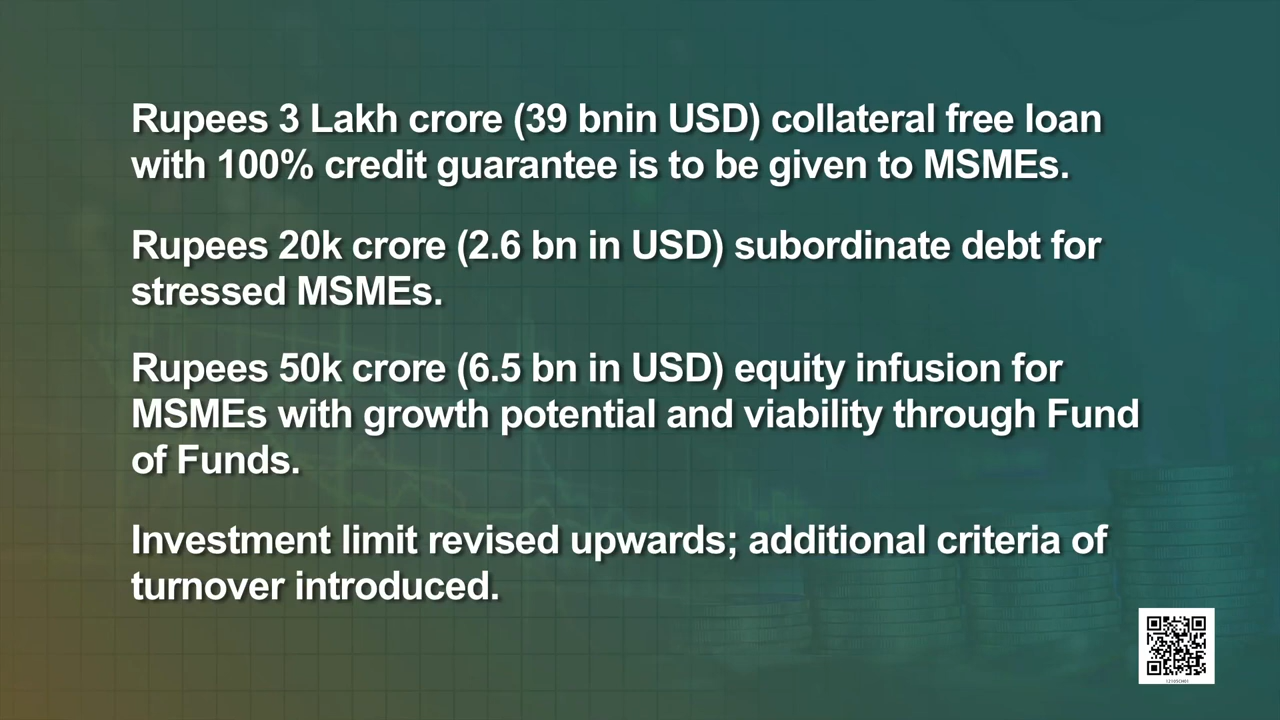 Rupees 3 Lakh crore (39 bnin USD) collateral free loan
with 100% credit guarantee is to be given to MSMEs.
Rupees 20k crore (2.6 bn in USD) subordinate debt for
stressed MSMEs.
Rupees 50k crore (6.5 bn in USD) equity infusion for
MSMEs with growth potential and viability through Fund
of Funds.
Investment limit revised upwards; additional criteria of
turnover introduced.